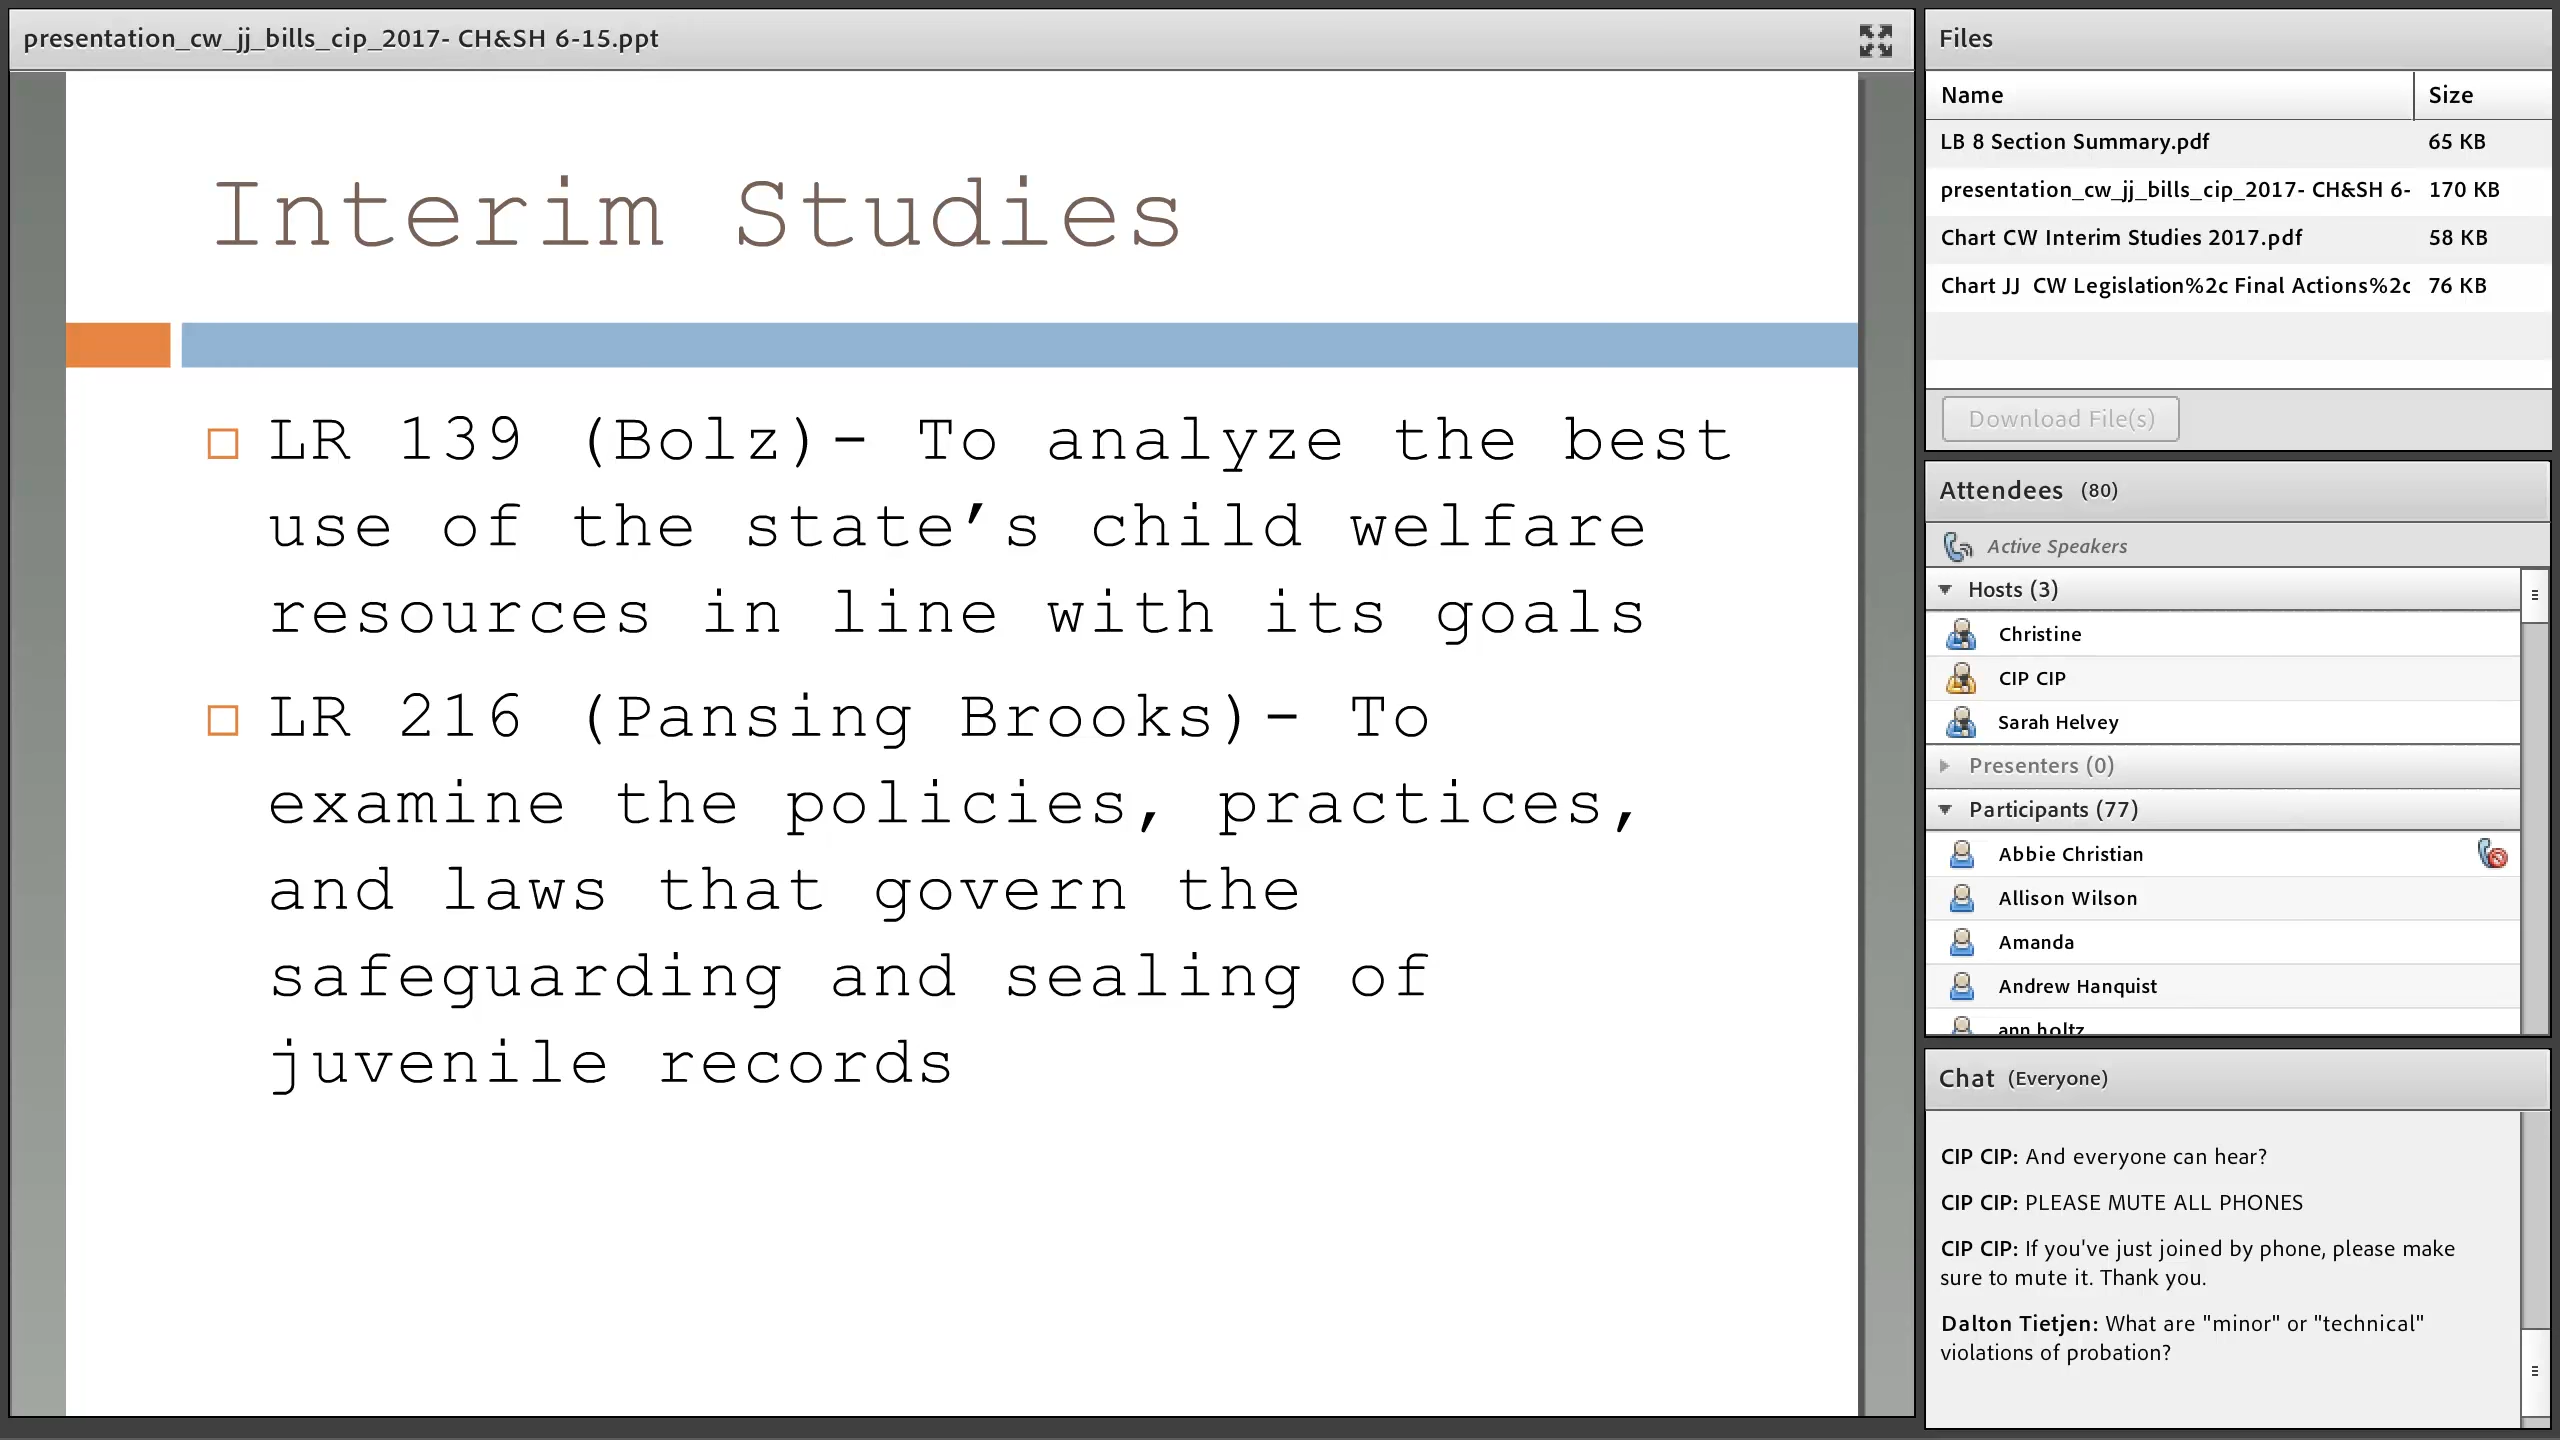 presentation_cw_jj_bills_cip_2017- CH&SH 6-15.ppt
Interim Studies
LR 139 (Bolz)- To analyze the best
use of the state’s child welfare
resources in line with its goals
LR 216 (Pansing Brooks)- To
examine the policies, practices,
and laws that govern the
safeguarding and sealing of
juvenile records
Files
Name Size
LB 8 Section Summary.pdf 65 KB
presentation_cw_jj_bills_cip_2017- CH&SH 6- 170 KB
Chart CW Interim Studies 2017.pdf 58 KB
Chart JJ  CW Legislation%2c Final Actions%2c 76 KB
Download File(s)
Attendees (80)
Active Speakers
Hosts (3)
Christine
CIP CIP
Sarah Helvey
Presenters (0)
Participants (77)
Abbie Christian
Allison Wilson
Amanda
Andrew Hanquist
ann holtz
Chat (Everyone)
CIP CIP: And everyone can hear?
CIP CIP: PLEASE MUTE ALL PHONES
CIP CIP: If you've just joined by phone, please make
sure to mute it. Thank you.
Dalton Tietjen: What are "minor" or "technical"
violations of probation?